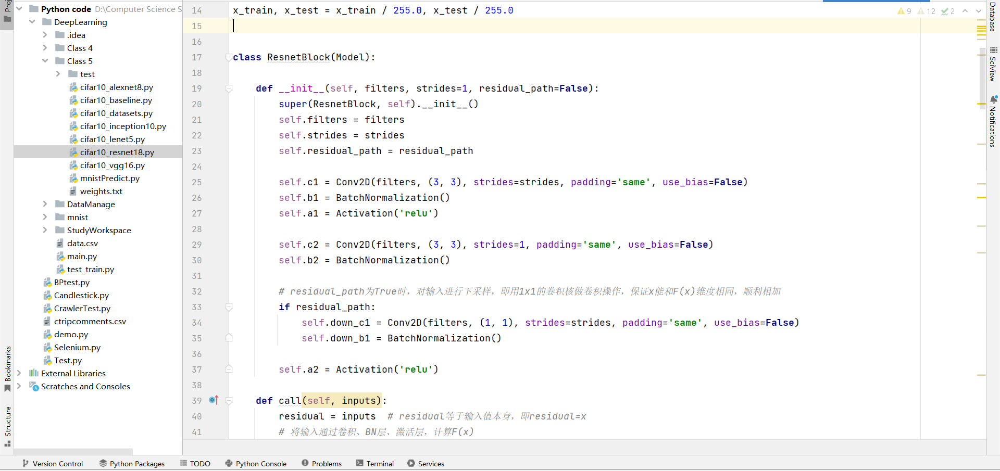 Proj
Python code D:\Computer Science S
DeepLearning
.idea
Class 4
Class 5
test
cifar10_alexnet8.py
cifar10_baseline.py
cifar10_datasets.py
cifar10_inception10.py
cifar10_lenet5.py
cifar10_resnet18.py
cifar10_vgg16.py
mnistPredict.py
weights.txt
DataManage
mnist
StudyWorkspace
data.csv
main.py
test_train.py
BPtest.py
Candlestick.py
CrawlerTest.py
ctripcomments.csv
demo.py
Selenium.py
Test.py
External Libraries
Scratches and Consoles
Bookmarks
Structure
14 x_train, x_test = x_train / 255.0, x_test / 255.0
15
16
17 class ResnetBlock(Model):
18
19 def __init__(self, filters, strides=1, residual_path=False):
20 super(ResnetBlock, self).__init__()
21 self.filters = filters
22 self.strides = strides
23 self.residual_path = residual_path
24
25 self.c1 = Conv2D(filters, (3, 3), strides=strides, padding='same', use_bias=False)
26 self.b1 = BatchNormalization()
27 self.a1 = Activation('relu')
28
29 self.c2 = Conv2D(filters, (3, 3), strides=1, padding='same', use_bias=False)
30 self.b2 = BatchNormalization()
31
32 # residual_path为True时，对输入进行下采样，即用1x1的卷积核做卷积操作，保证x能和F(x)维度相同，顺利相加
33 if residual_path:
34 self.down_c1 = Conv2D(filters, (1, 1), strides=strides, padding='same', use_bias=False)
35 self.down_b1 = BatchNormalization()
36
37 self.a2 = Activation('relu')
38
39 def call(self, inputs):
40 residual = inputs # residual等于输入值本身，即residual=x
41 # 将输入通过卷积、BN层、激活层，计算F(x)
9 12 2
Database
SciView
Notifications
Version Control Python Packages TODO Python Console Problems Terminal Services